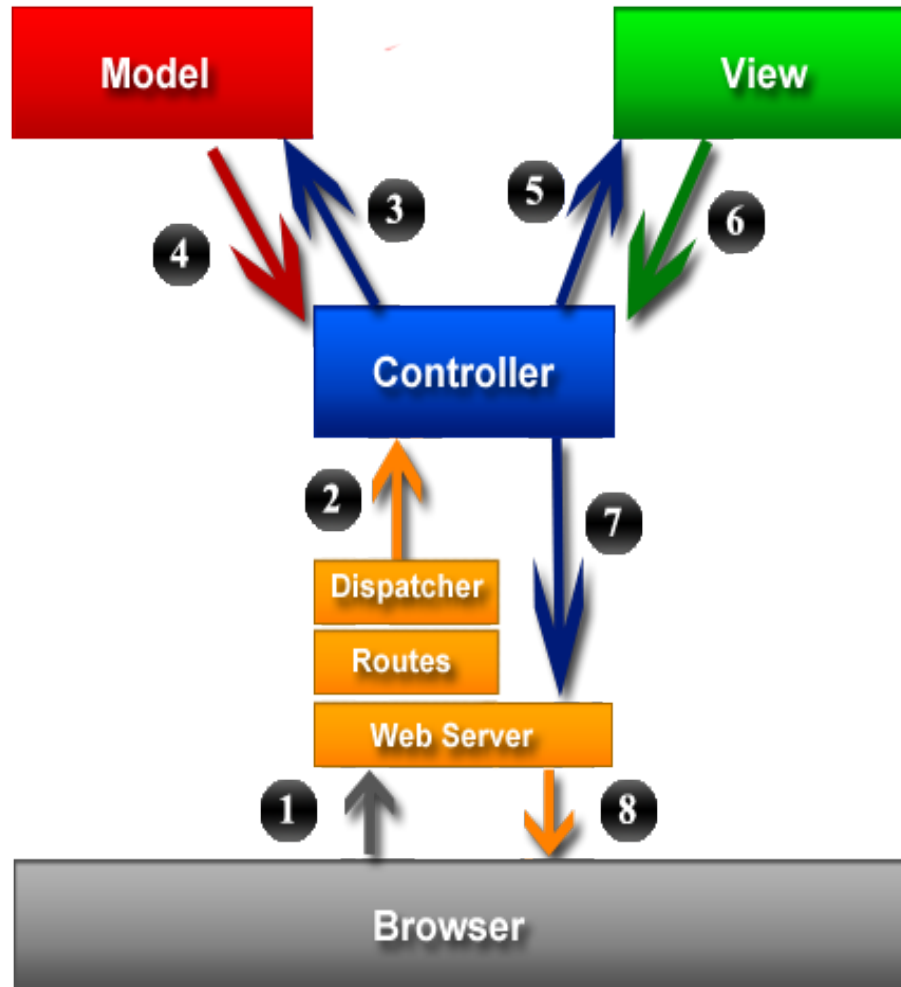 Model
View
3
5
4
6
Controller
2
7
Dispatcher
Routes
Web Server
1
8
Browser